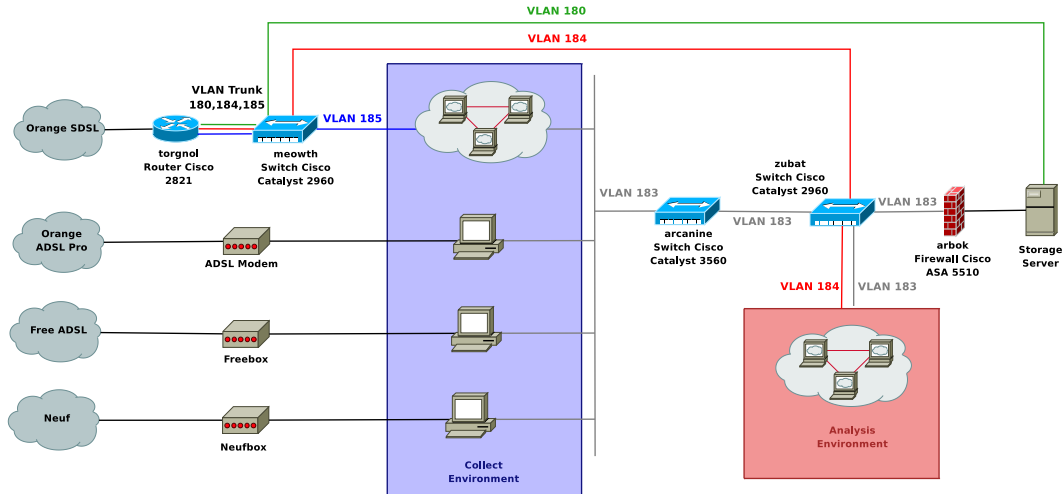 VLAN 180
VLAN 184
VLAN Trunk
180,184,185
Orange SDSL
VLAN 185
torgnol
Router Cisco
2821
meowth
Switch Cisco
Catalyst 2960
zubat
Switch Cisco
Catalyst 2960
VLAN 183
VLAN 183
VLAN 183
Orange
ADSL Pro
ADSL Modem
arcanine
Switch Cisco
Catalyst 3560
arbok
Firewall Cisco
ASA 5510
Storage
Server
VLAN 184
VLAN 183
Free ADSL
Freebox
Neuf
Neufbox
Analysis
Environment
Collect
Environment